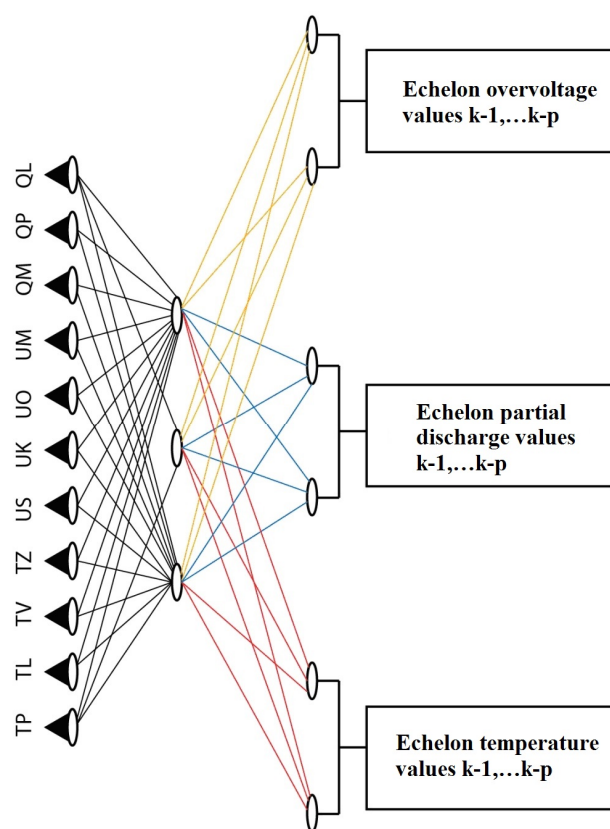 QL
QP
QM
UM
UO
UK
US
TZ
TV
TL
TP
Echelon overvoltage
values k-1,…k-p
Echelon partial
discharge values
k-1,…k-p
Echelon temperature
values k-1,…k-p